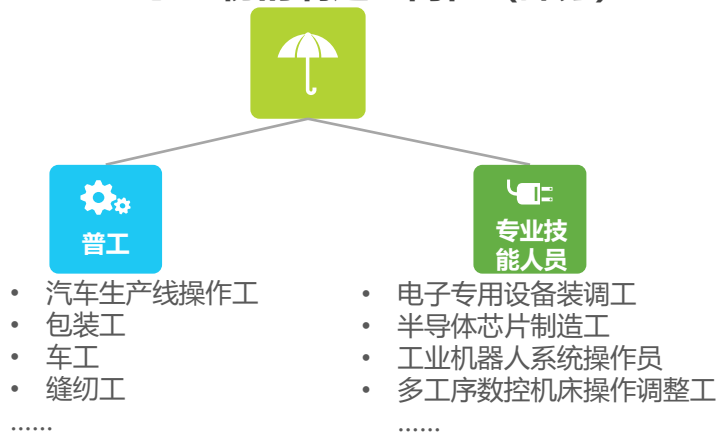 普工
汽车生产线操作工
包装工
车工
缝纫工
......
专业技
能人员
电子专用设备装调工
半导体芯片制造工
工业机器人系统操作员
多工序数控机床操作调整工
......